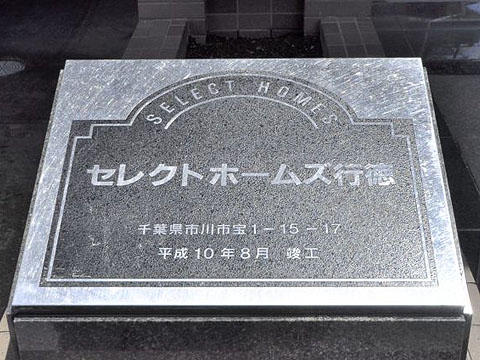 SELECT HOMES
セレクトホームズ行徳
千葉県市川市宝1-15-17
平成10年8月 竣工